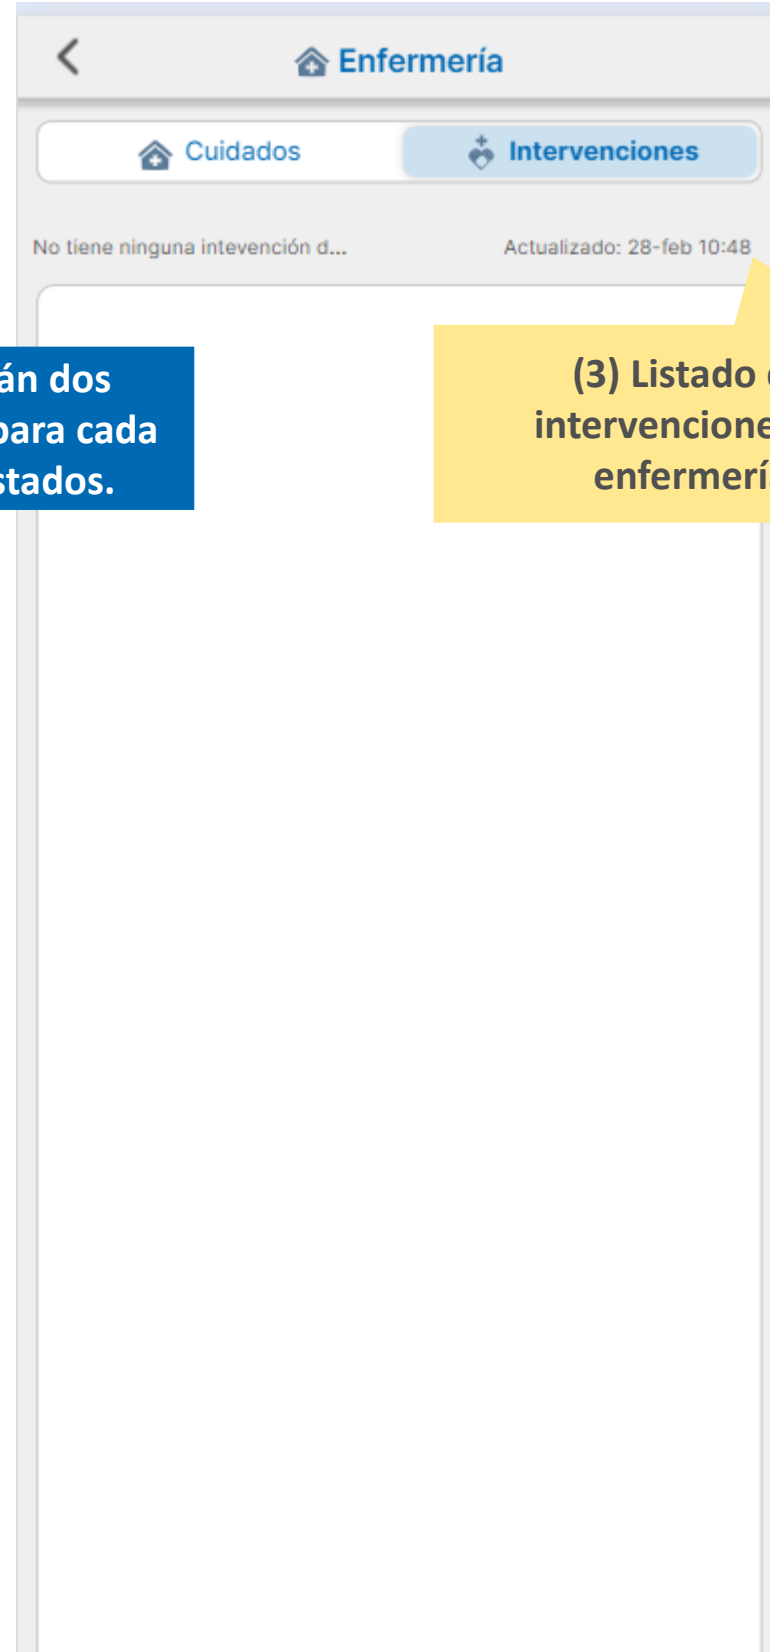 Enfermería
Cuidados
Intervenciones
No tiene ninguna intevención d...
Actualizado: 28-feb 10:48
án dos
para cada
stados.
(3) Listado
intervencione
enfermerí